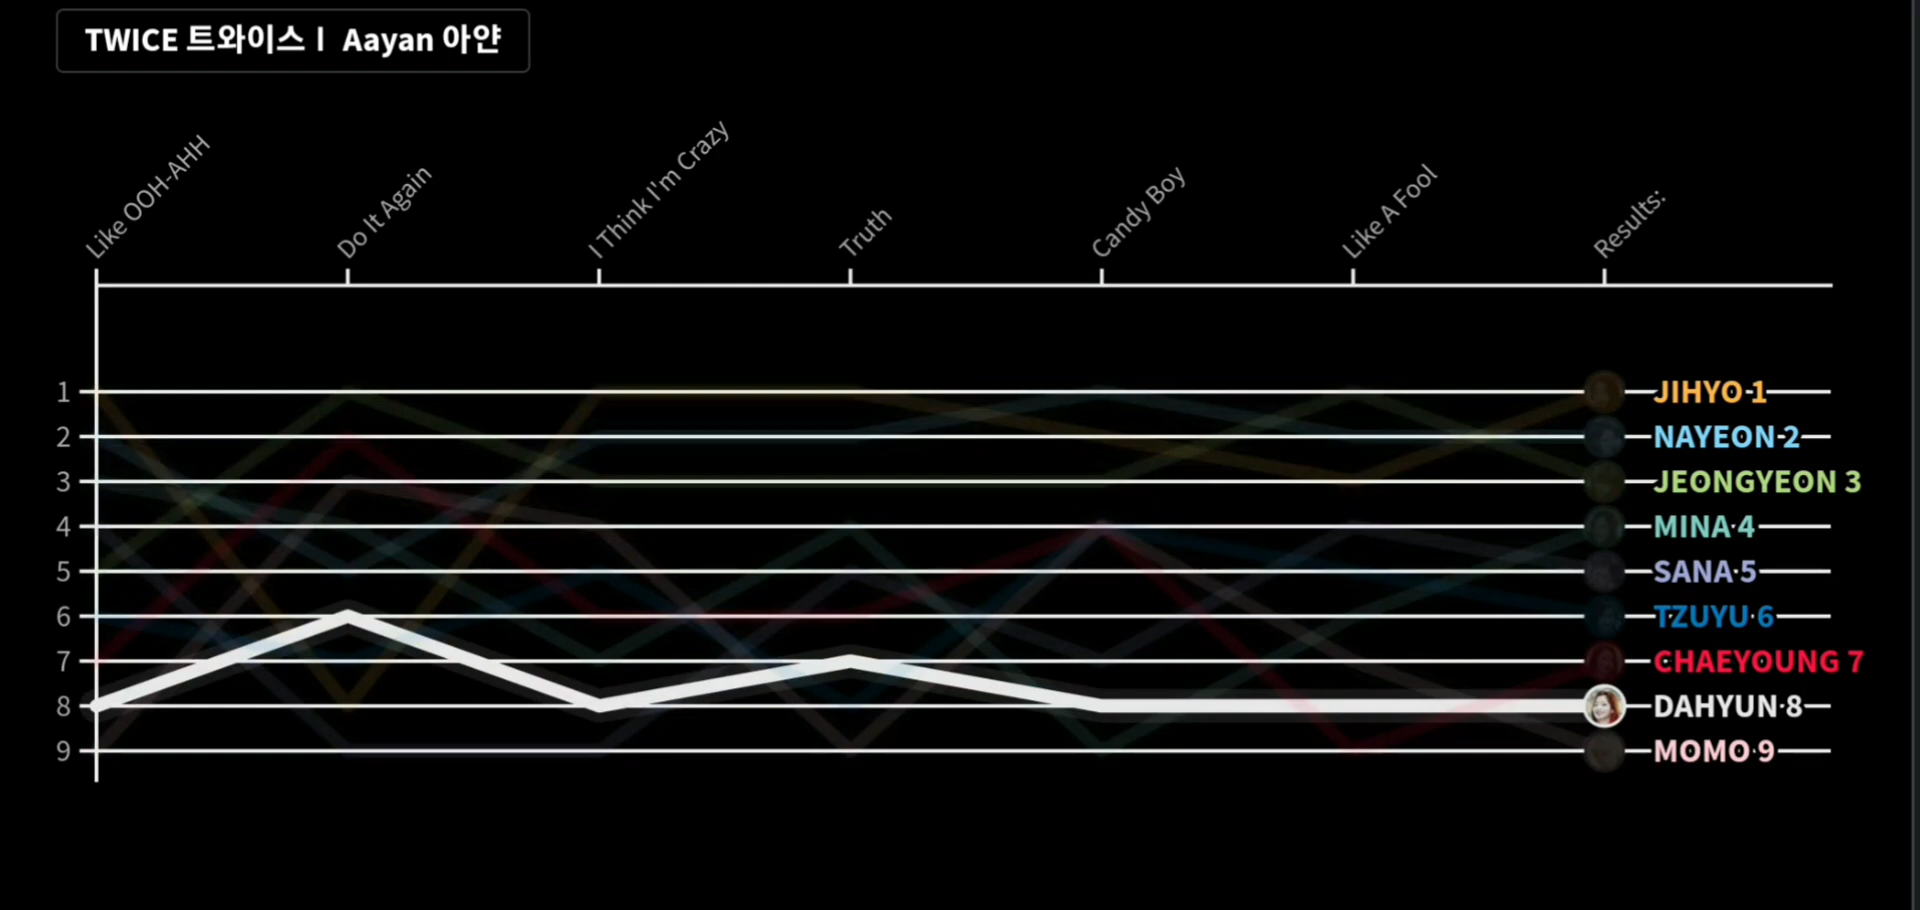 TWICE 트와이스 l Aayan 아얀
Like OOH-AHH
Do It Again
I Think I'm Crazy
Truth
Candy Boy
Like A Fool
Results:
1
2
3
4
5
6
7
8
9
JIHYO 1
NAYEON 2
JEONGYEON 3
MINA 4
SANA 5
TZUYU 6
CHAEYOUNG 7
DAHYUN 8
MOMO 9